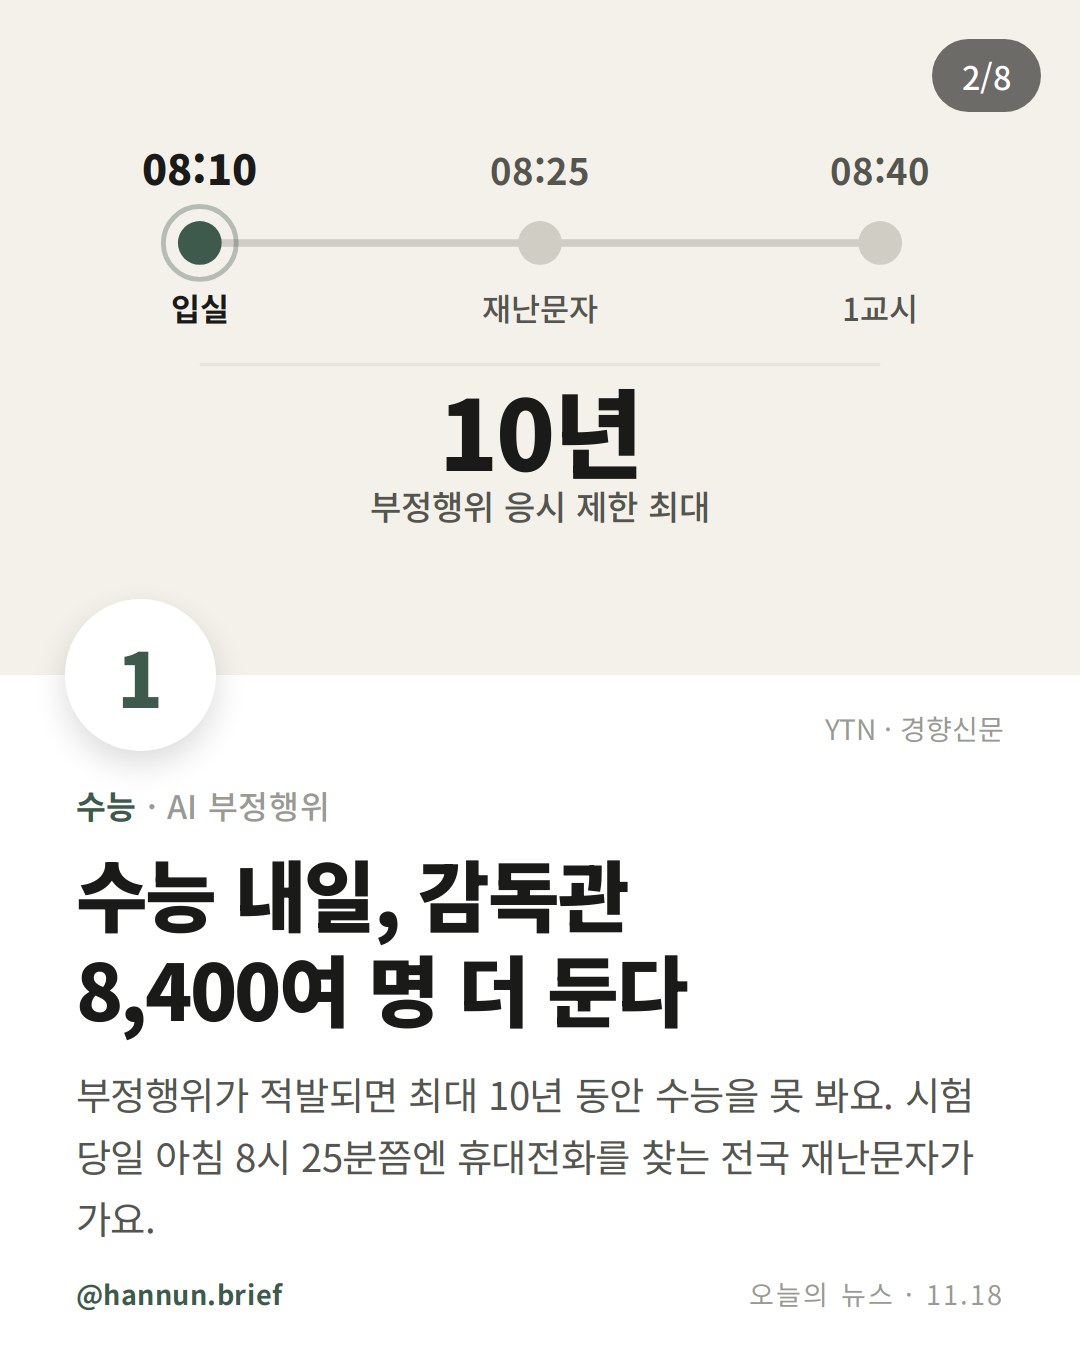 2/8
08:10
08:25
08:40
입실
재난문자
1교시
10년
부정행위 응시 제한 최대
1
YTN · 경향신문
수능 · AI 부정행위
수능 내일, 감독관
8,400여 명 더 둔다
부정행위가 적발되면 최대 10년 동안 수능을 못 봐요. 시험
당일 아침 8시 25분쯤엔 휴대전화를 찾는 전국 재난문자가
가요.
@hannun.brief
오늘의 뉴스 · 11.18